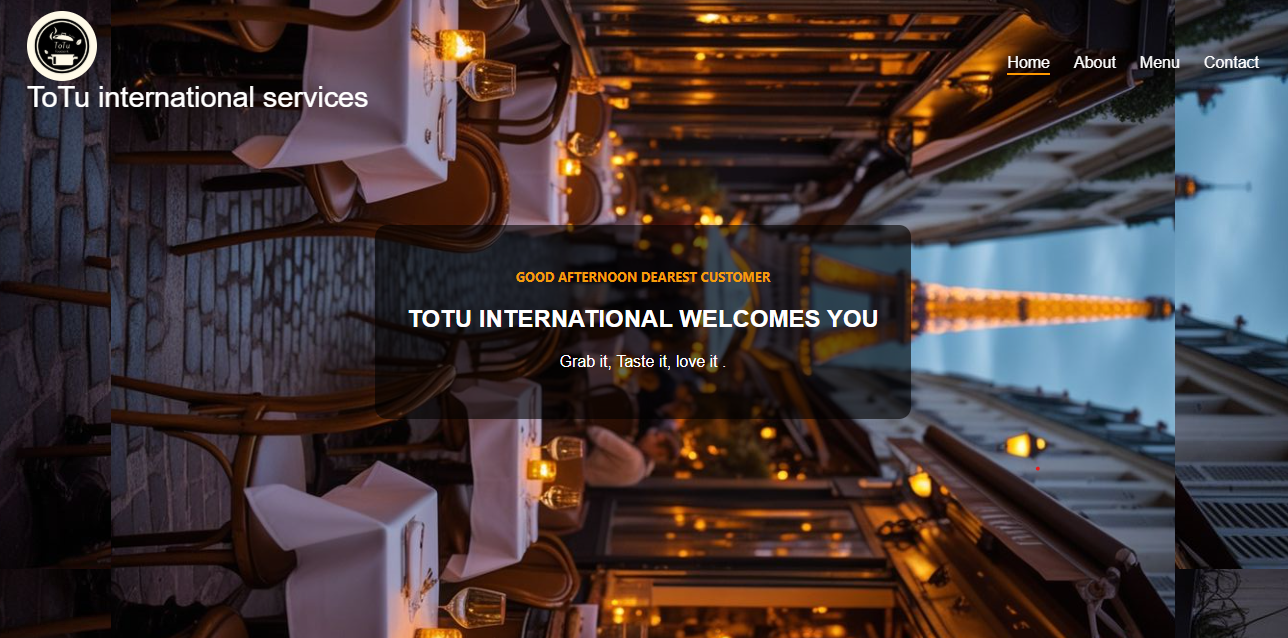 ToTu
ToTu international services
Home About Menu Contact
GOOD AFTERNOON DEAREST CUSTOMER
TOTU INTERNATIONAL WELCOMES YOU
Grab it, Taste it, love it .